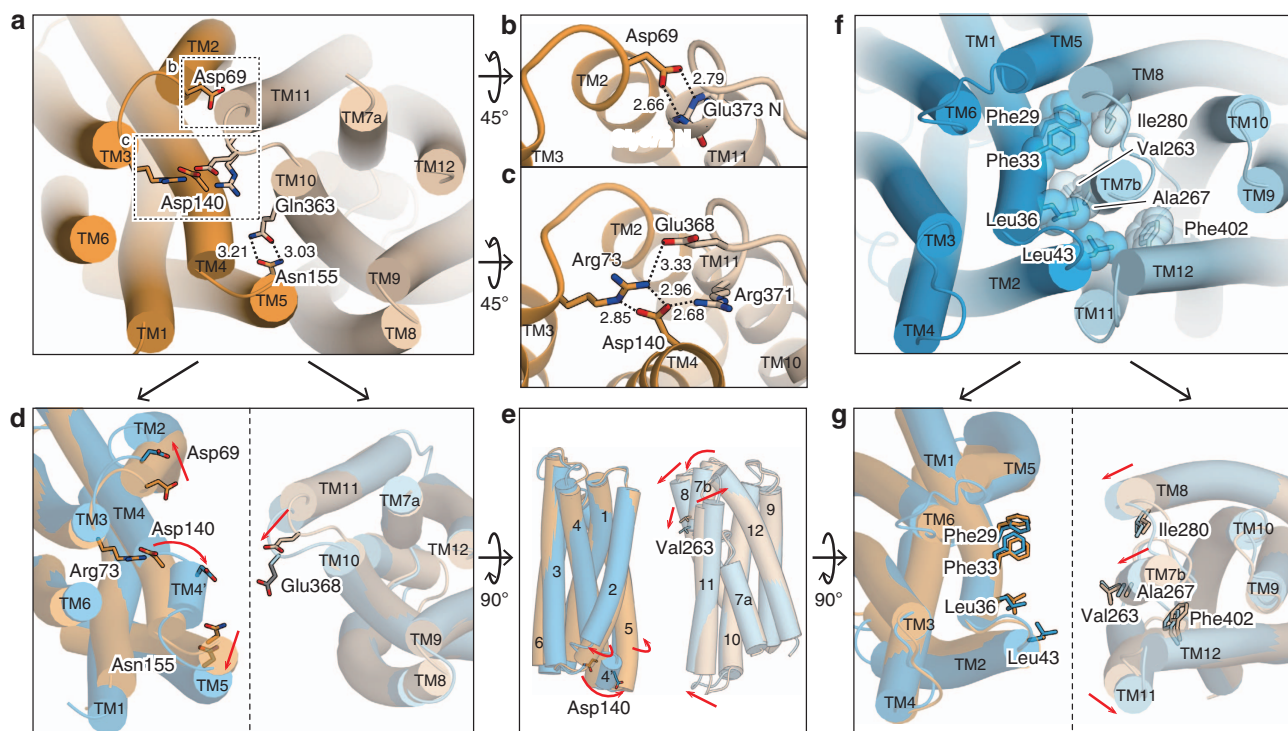 a
TM2
b
Asp69
TM11
TM7a
c
TM3
TM12
TM10
Asp140
Gln363
TM6
3.21
3.03
TM4
Asn155
TM9
TM5
TM1
TM8
45°
45°
b
Asp69
TM2
2.79
2.66
Glu373 N
TM3
TM11
c
TM2
Glu368
Arg73
TM11
3.33
2.96
Arg371
TM3
2.85
2.68
Asp140
TM4
TM10
f
TM1
TM5
TM8
TM6
Phe29
Ile280
TM10
Val263
Phe33
TM7b
TM9
Leu36
Ala267
TM3
Phe402
Leu43
TM2
TM12
TM11
TM4
d
TM2
Asp69
TM11
TM7a
TM3
TM4
Asp140
TM10
TM12
Arg73
Glu368
TM4'
TM6
TM9
Asn155
TM5
TM8
TM1
90°
e
7b
8
9
1
4
12
Val263
3
11
2
7a
6
5
10
4'
Asp140
90°
g
TM1
TM5
TM8
TM6
Phe29
Ile280
TM10
Phe33
TM7b
Ala267
TM9
Leu36
Val263
Phe402
TM3
Leu43
TM2
TM12
TM4
TM11